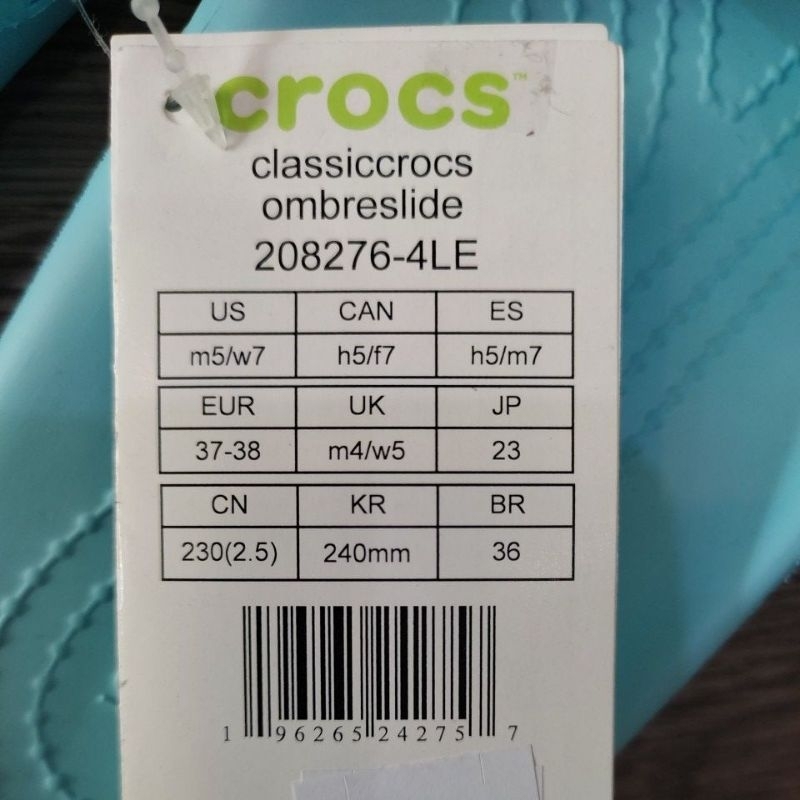 crocs™
classiccrocs
ombreslide
208276-4LE
US CAN ES
m5/w7 h5/f7 h5/m7
EUR UK JP
37-38 m4/w5 23
CN KR BR
230(2.5) 240mm 36
1 96265 24275 7